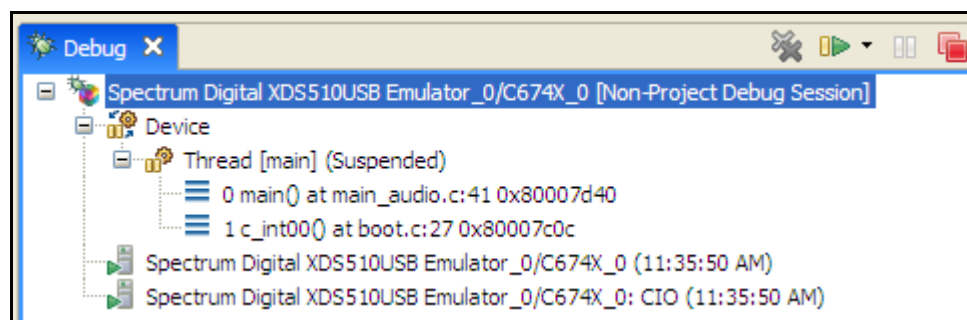 Debug
Spectrum Digital XDS510USB Emulator_0/C674X_0 [Non-Project Debug Session]
Device
Thread [main] (Suspended)
0 main() at main_audio.c:41 0x80007d40
1 c_int00() at boot.c:27 0x80007c0c
Spectrum Digital XDS510USB Emulator_0/C674X_0 (11:35:50 AM)
Spectrum Digital XDS510USB Emulator_0/C674X_0: CIO (11:35:50 AM)